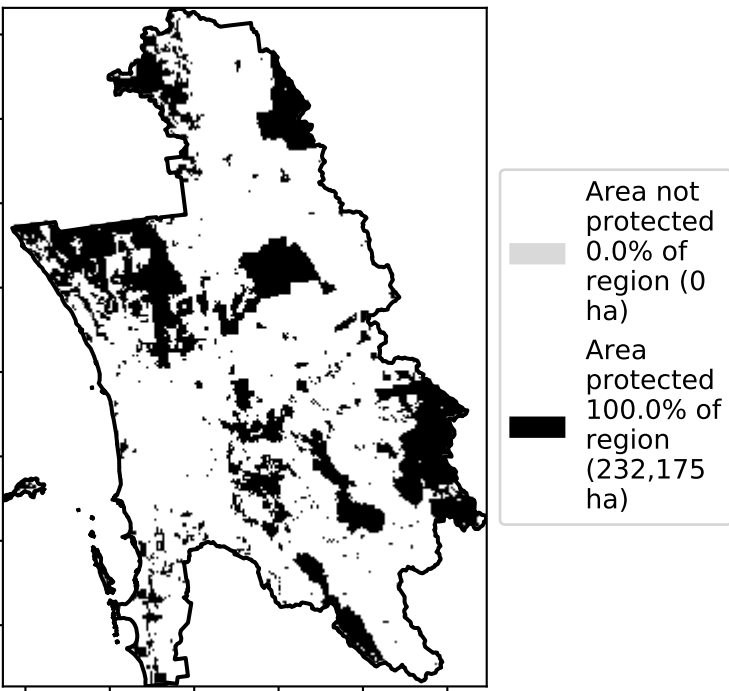 Area not
protected
0.0% of
region (0
ha)
Area
protected
100.0% of
region
(232,175
ha)